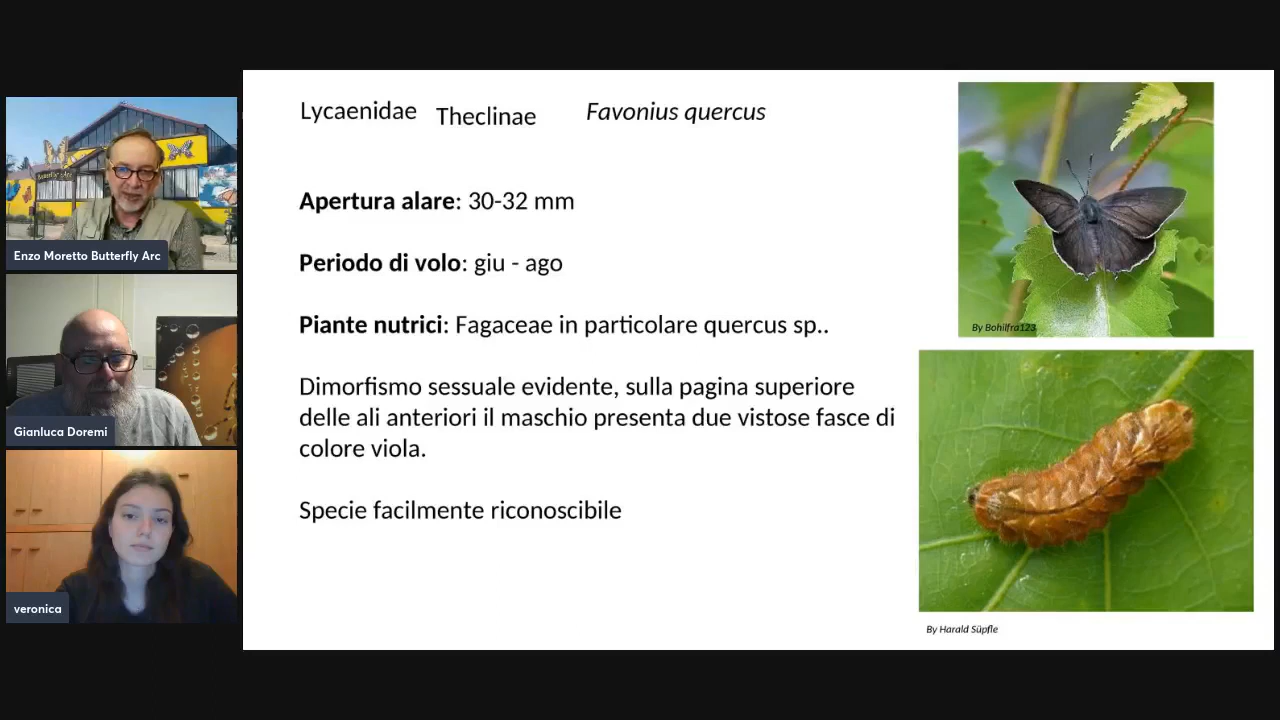 Lycaenidae Theclinae Favonius quercus
Apertura alare: 30-32 mm
Periodo di volo: giu - ago
Piante nutrici: Fagaceae in particolare quercus sp..
Dimorfismo sessuale evidente, sulla pagina superiore
delle ali anteriori il maschio presenta due vistose fasce di
colore viola.
Specie facilmente riconoscibile
By Bohilfra123
By Harald Süpfle
Butterfly Arc
Enzo Moretto Butterfly Arc
Gianluca Doremi
veronica